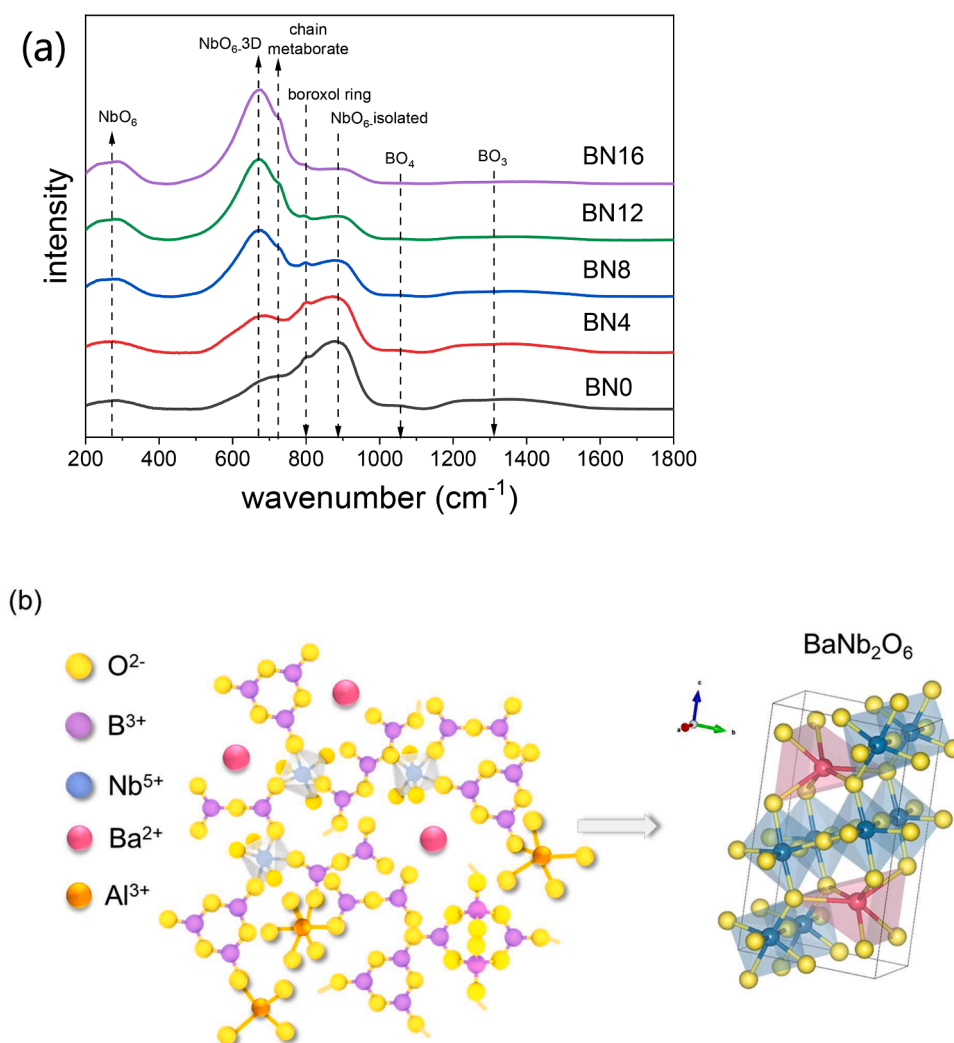 (a)
chain
metaborate
NbO₆-3D
boroxol ring
NbO₆
NbO₆-isolated
BO₄
BO₃
BN16
BN12
BN8
BN4
BN0
intensity
200 400 600 800 1000 1200 1400 1600 1800
wavenumber (cm⁻¹)
(b)
O²⁻
B³⁺
Nb⁵⁺
Ba²⁺
Al³⁺
BaNb₂O₆
c
a
b